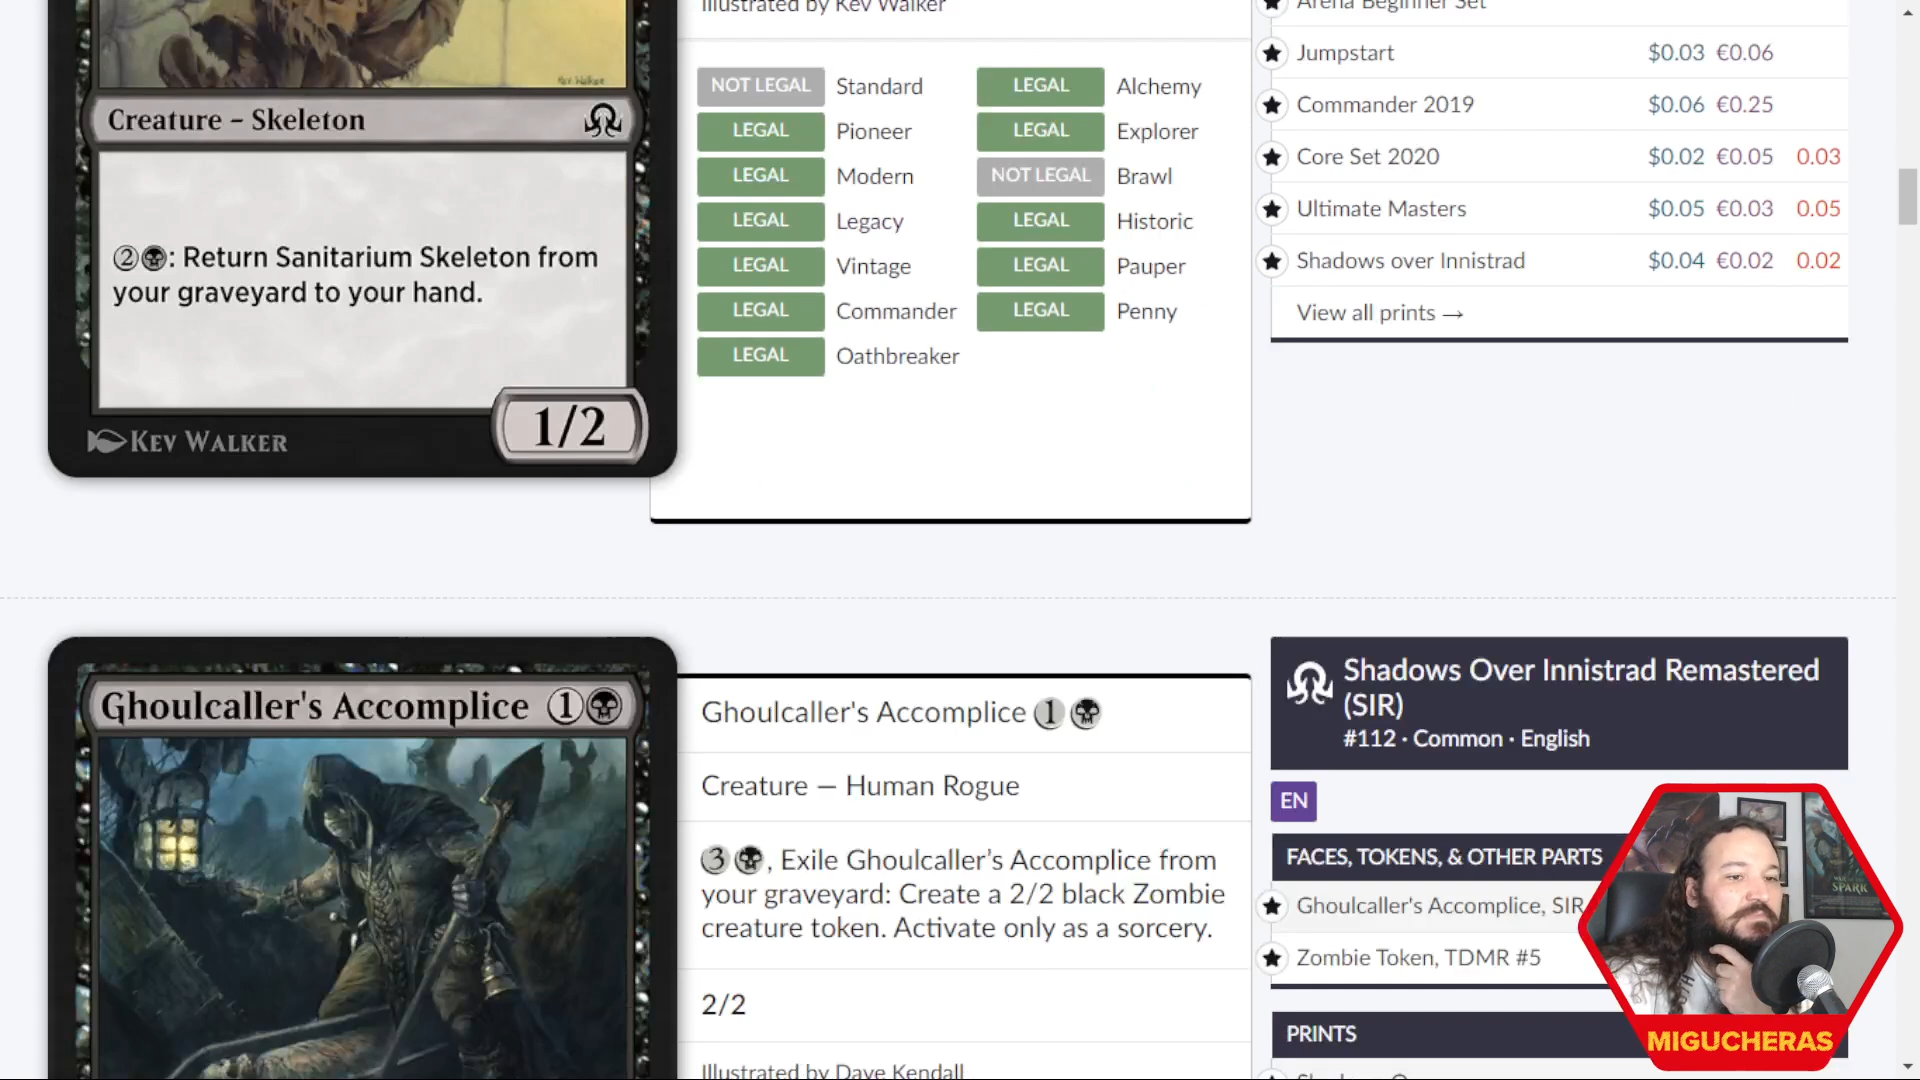 Illustrated by Kev Walker
Kev Walker
Creature – Skeleton
2: Return Sanitarium Skeleton from
your graveyard to your hand.
1/2
KEV WALKER
NOT LEGAL Standard LEGAL Alchemy
LEGAL Pioneer LEGAL Explorer
LEGAL Modern NOT LEGAL Brawl
LEGAL Legacy LEGAL Historic
LEGAL Vintage LEGAL Pauper
LEGAL Commander LEGAL Penny
LEGAL Oathbreaker
Arena Beginner Set
Jumpstart $0.03 €0.06
Commander 2019 $0.06 €0.25
Core Set 2020 $0.02 €0.05 0.03
Ultimate Masters $0.05 €0.03 0.05
Shadows over Innistrad $0.04 €0.02 0.02
View all prints →
Ghoulcaller's Accomplice 1
Ghoulcaller's Accomplice 1
Creature — Human Rogue
3, Exile Ghoulcaller’s Accomplice from
your graveyard: Create a 2/2 black Zombie
creature token. Activate only as a sorcery.
2/2
Illustrated by Dave Kendall
Shadows Over Innistrad Remastered
(SIR)
#112 · Common · English
EN
FACES, TOKENS, & OTHER PARTS
Ghoulcaller's Accomplice, SIR
Zombie Token, TDMR #5
PRINTS
SPARK
MIGUCHERAS